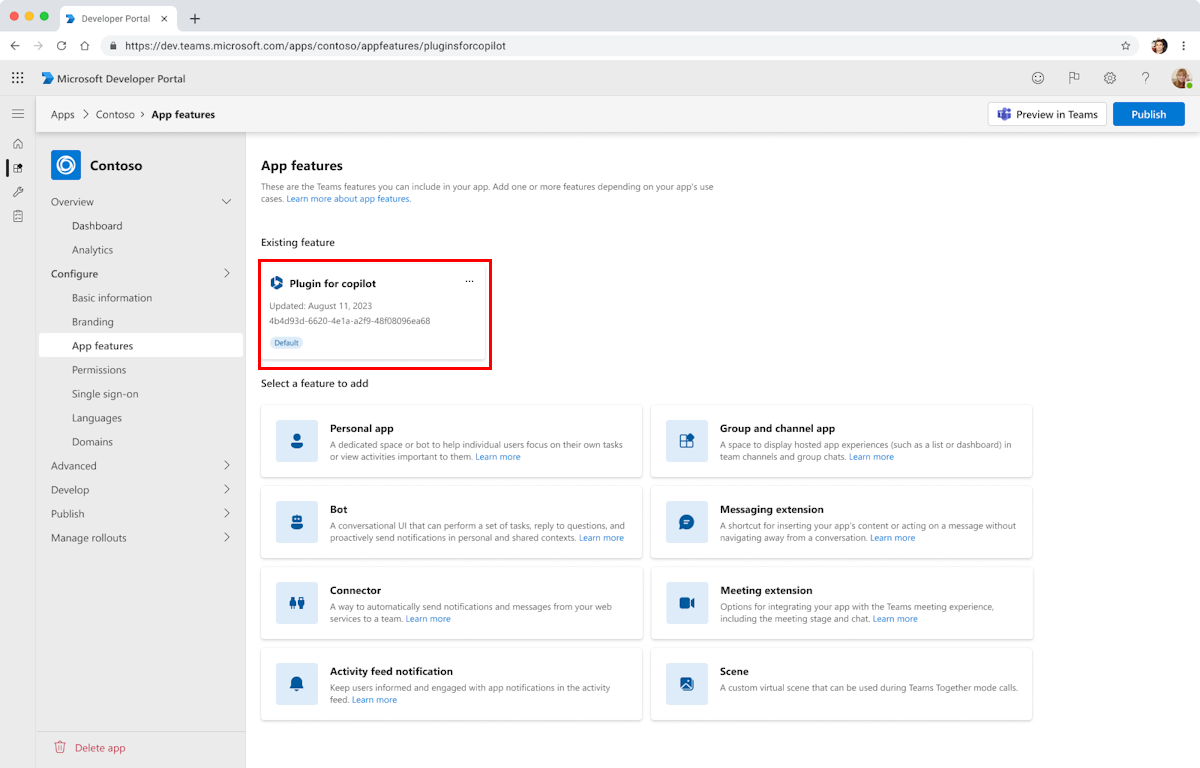 Developer Portal
https://dev.teams.microsoft.com/apps/contoso/appfeatures/pluginsforcopilot
Microsoft Developer Portal
Apps > Contoso > App features
Preview in Teams
Publish
Contoso
Overview
Dashboard
Analytics
Configure
Basic information
Branding
App features
Permissions
Single sign-on
Languages
Domains
Advanced
Develop
Publish
Manage rollouts
Delete app
App features
These are the Teams features you can include in your app. Add one or more features depending on your app's use
cases. Learn more about app features.
Existing feature
Plugin for copilot
Updated: August 11, 2023
4b4d93d-6620-4e1a-a2f9-48f08096ea68
Default
Select a feature to add
Personal app
A dedicated space or bot to help individual users focus on their own tasks
or view activities important to them. Learn more
Group and channel app
A space to display hosted app experiences (such as a list or dashboard) in
team channels and group chats. Learn more
Bot
A conversational UI that can perform a set of tasks, reply to questions, and
proactively send notifications in personal and shared contexts. Learn more
Messaging extension
A shortcut for inserting your app's content or acting on a message without
navigating away from a conversation. Learn more
Connector
A way to automatically send notifications and messages from your web
services to a team. Learn more
Meeting extension
Options for integrating your app with the Teams meeting experience,
including the meeting stage and chat. Learn more
Activity feed notification
Keep users informed and engaged with app notifications in the activity
feed. Learn more
Scene
A custom virtual scene that can be used during Teams Together mode calls.